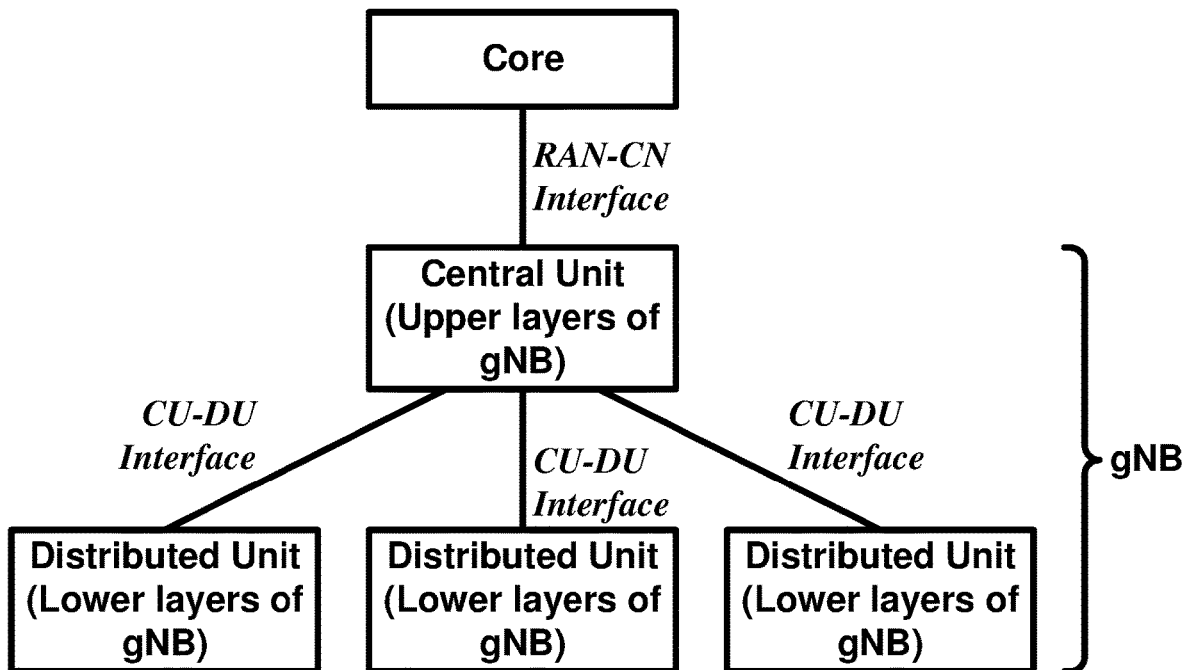 Core
RAN-CN
Interface
Central Unit
(Upper layers of
gNB)
CU-DU
Interface
CU-DU
Interface
CU-DU
Interface
gNB
Distributed Unit
(Lower layers of
gNB)
Distributed Unit
(Lower layers of
gNB)
Distributed Unit
(Lower layers of
gNB)